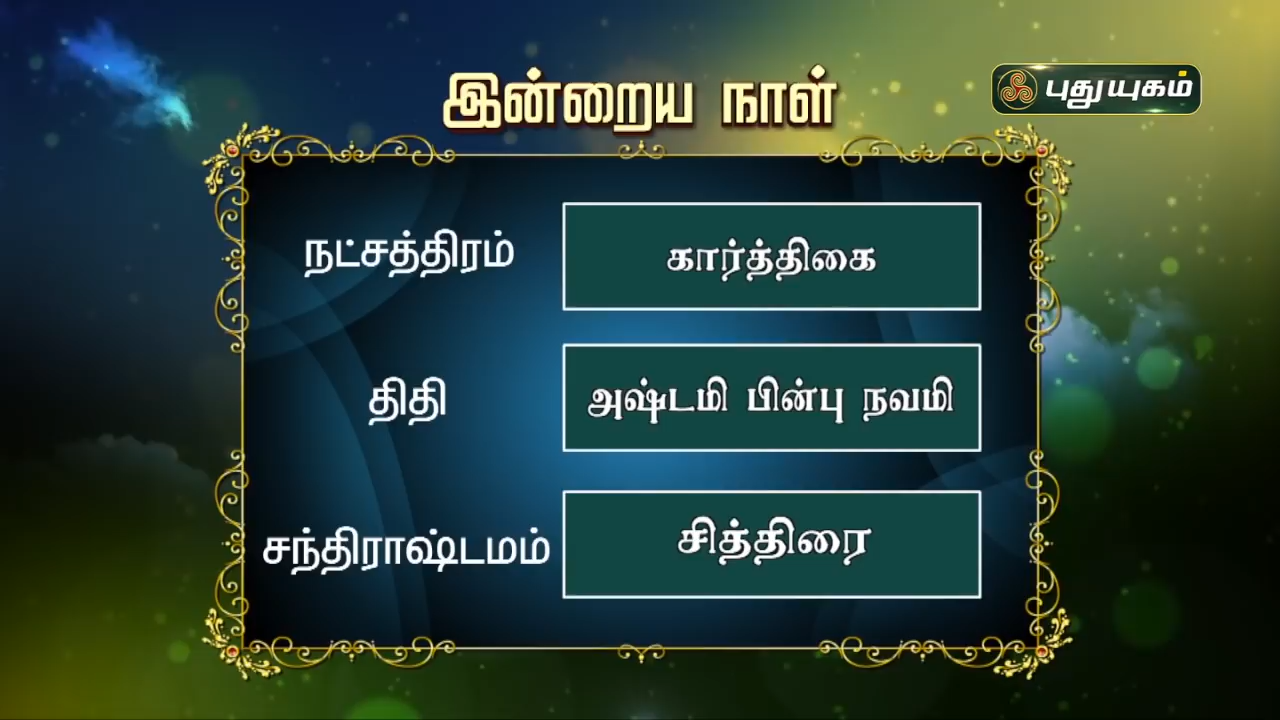 இன்றைய நாள்
புதுயுகம்
நட்சத்திரம் கார்த்திகை
திதி அஷ்டமி பின்பு நவமி
சந்திராஷ்டமம் சித்திரை